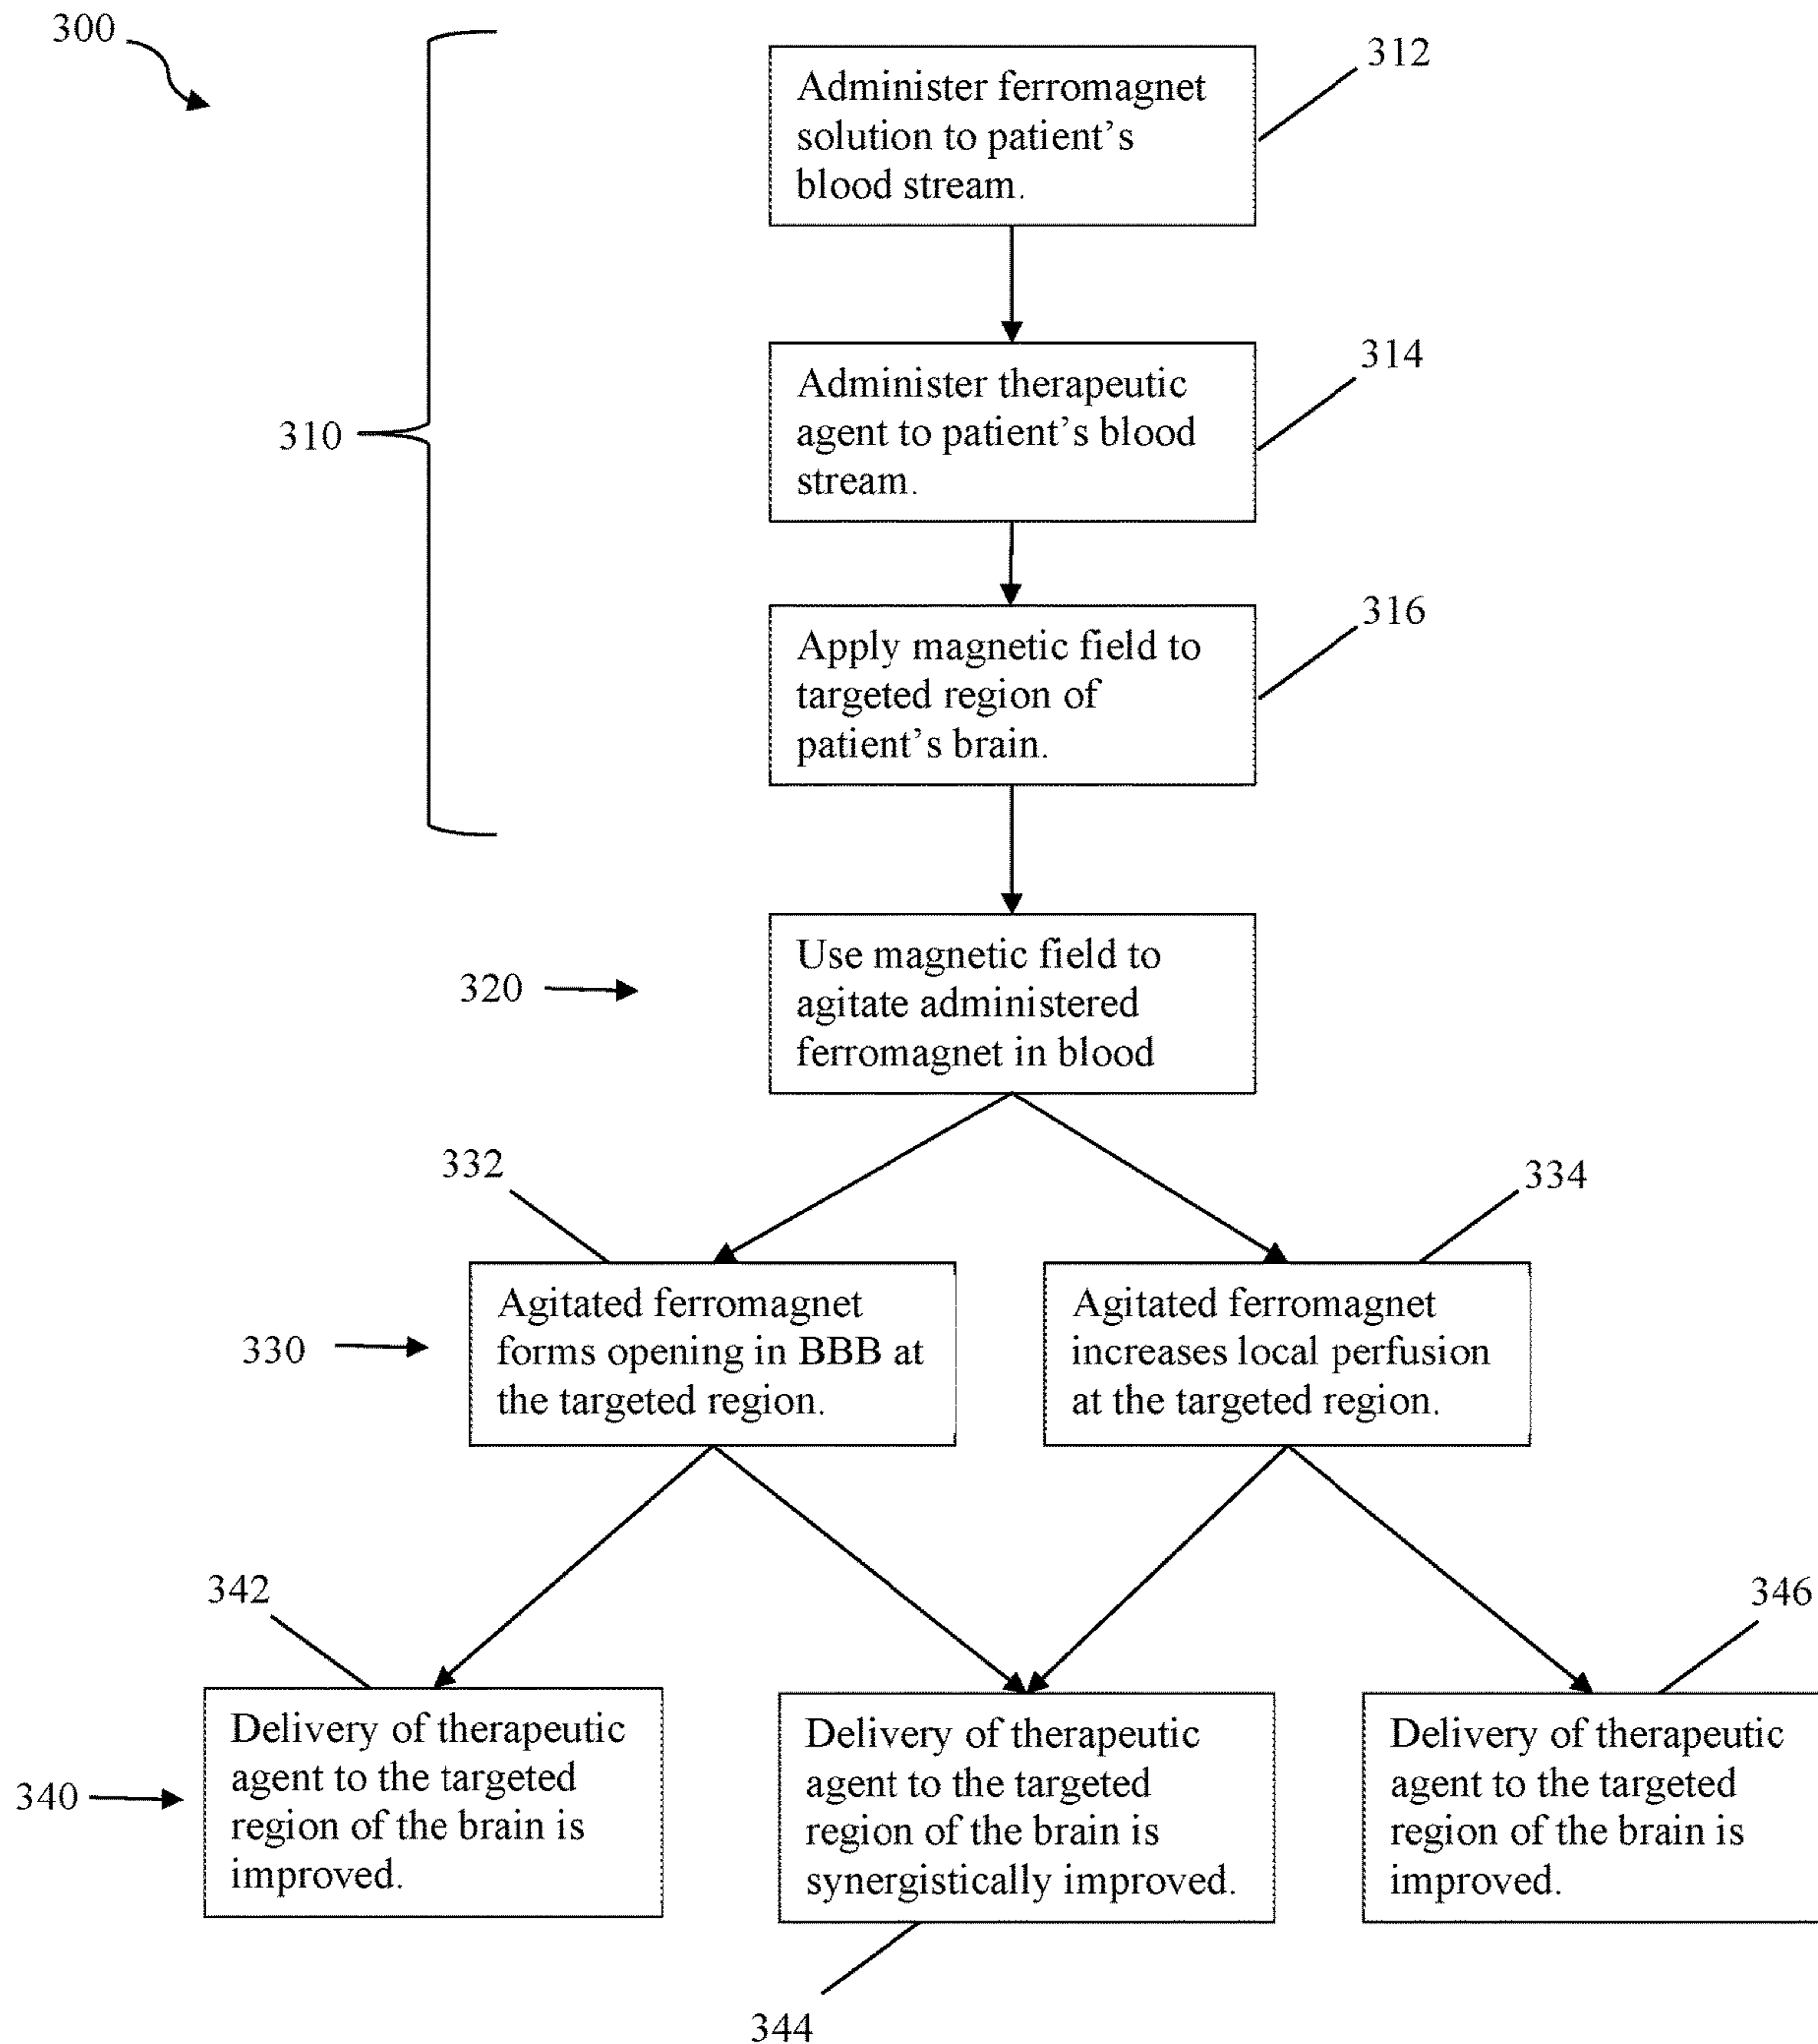 300
312
Administer ferromagnet
solution to patient's
blood stream.
314
Administer therapeutic
agent to patient's blood
stream.
310
316
Apply magnetic field to
targeted region of
patient's brain.
320
Use magnetic field to
agitate administered
ferromagnet in blood
332
334
330
Agitated ferromagnet
forms opening in BBB at
the targeted region.
Agitated ferromagnet
increases local perfusion
at the targeted region.
342
346
340
Delivery of therapeutic
agent to the targeted
region of the brain is
improved.
Delivery of therapeutic
agent to the targeted
region of the brain is
synergistically improved.
Delivery of therapeutic
agent to the targeted
region of the brain is
improved.
344